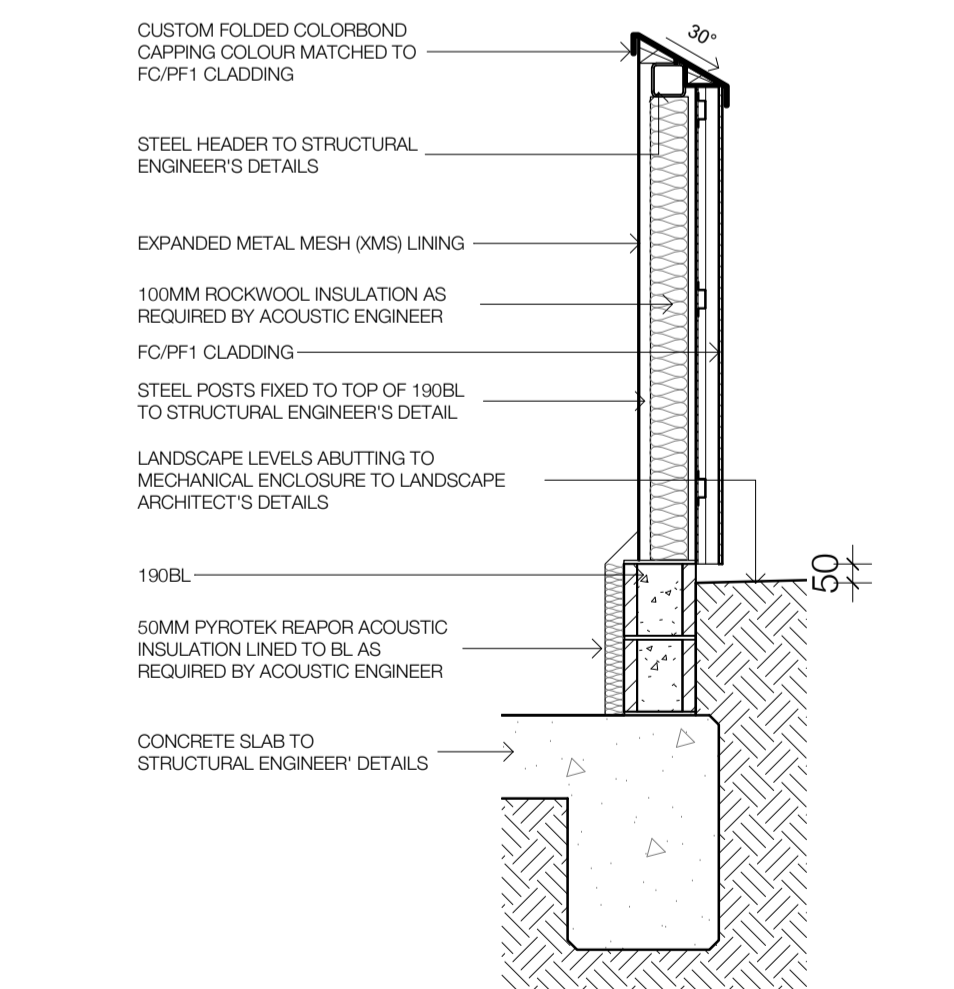 CUSTOM FOLDED COLORBOND
CAPPING COLOUR MATCHED TO
FC/PF1 CLADDING
30°
STEEL HEADER TO STRUCTURAL
ENGINEER'S DETAILS
EXPANDED METAL MESH (XMS) LINING
100MM ROCKWOOL INSULATION AS
REQUIRED BY ACOUSTIC ENGINEER
FC/PF1 CLADDING
STEEL POSTS FIXED TO TOP OF 190BL
TO STRUCTURAL ENGINEER'S DETAIL
LANDSCAPE LEVELS ABUTTING TO
MECHANICAL ENCLOSURE TO LANDSCAPE
ARCHITECT'S DETAILS
190BL
50
50MM PYROTEK REAPOR ACOUSTIC
INSULATION LINED TO BL AS
REQUIRED BY ACOUSTIC ENGINEER
CONCRETE SLAB TO
STRUCTURAL ENGINEER' DETAILS